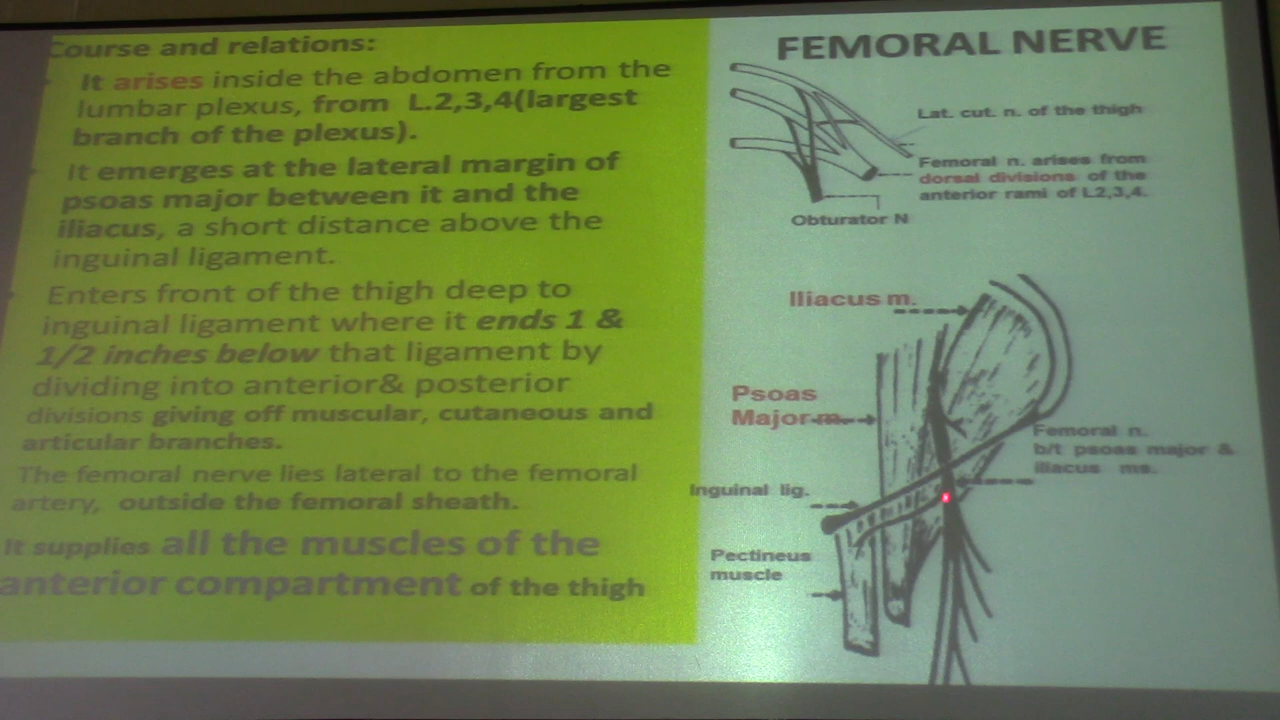 Course and relations:
It arises inside the abdomen from the
lumbar plexus, from L.2,3,4(largest
branch of the plexus).
It emerges at the lateral margin of
psoas major between it and the
iliacus, a short distance above the
inguinal ligament.
Enters front of the thigh deep to
inguinal ligament where it ends 1 &
1/2 inches below that ligament by
dividing into anterior& posterior
divisions giving off muscular, cutaneous and
articular branches.
The femoral nerve lies lateral to the femoral
artery, outside the femoral sheath.
It supplies all the muscles of the
anterior compartment of the thigh
FEMORAL NERVE
Lat. cut. n. of the thigh
Femoral n. arises from
dorsal divisions of the
anterior rami of L2,3,4.
Obturator N
Iliacus m.
Psoas
Major m.
Femoral n.
b/t psoas major &
iliacus ms.
Inguinal lig.
Pectineus
muscle